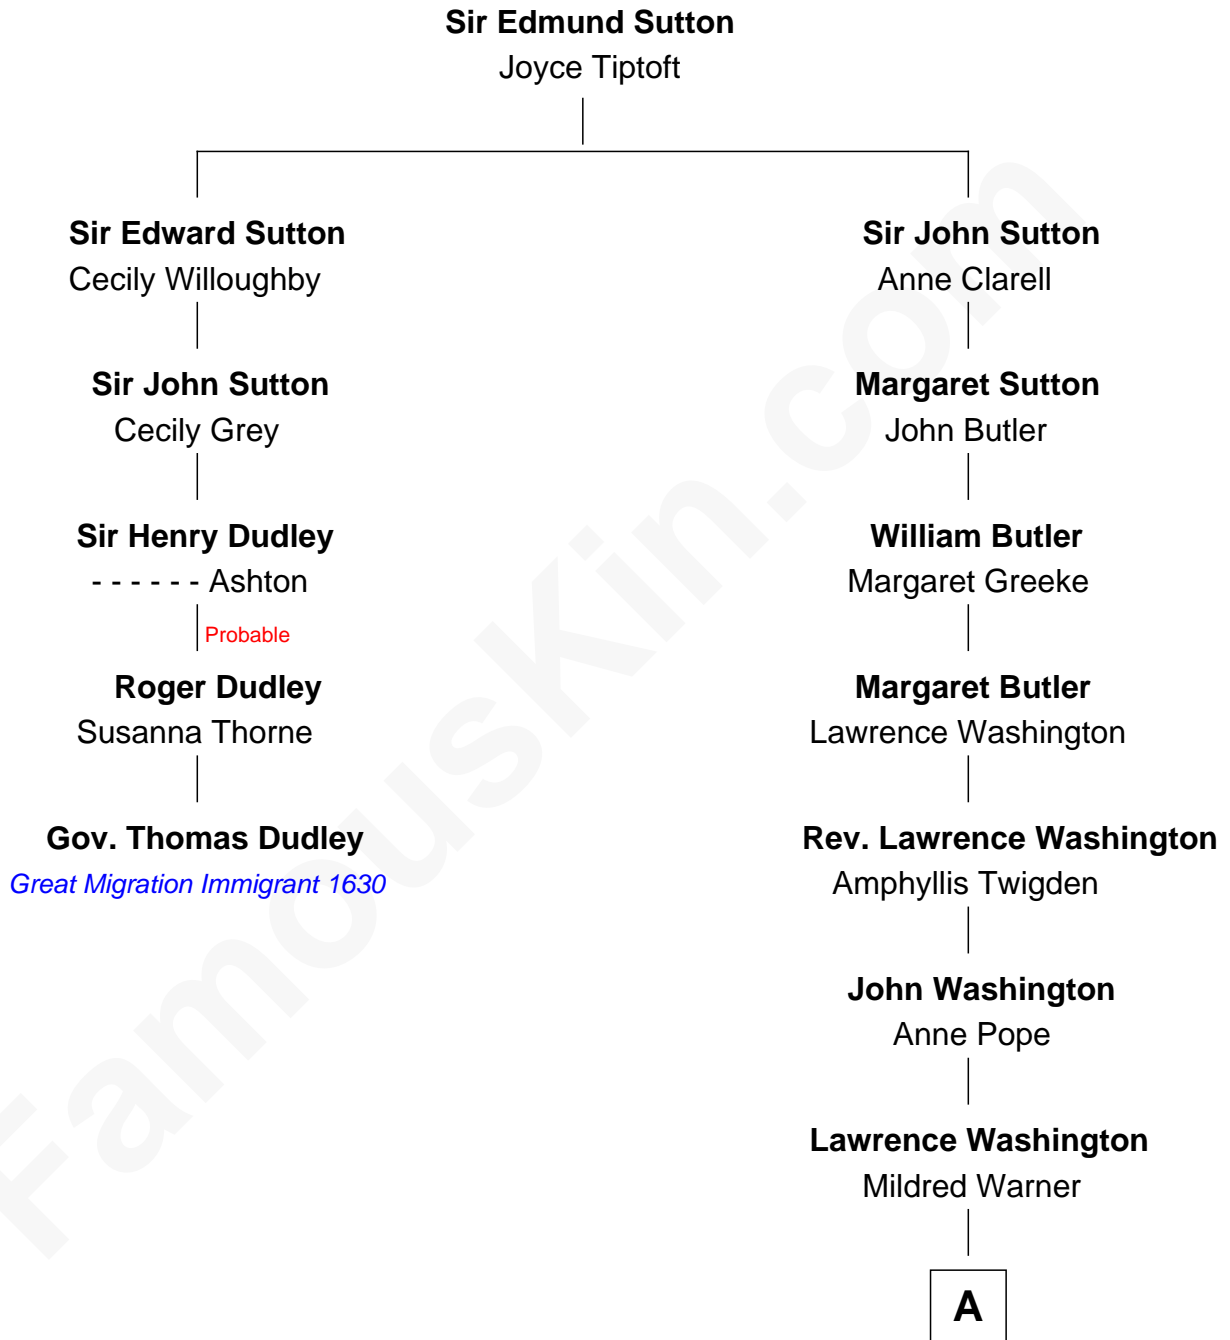 Sir Edmund Sutton
Joyce Tiptoft
Sir Edward Sutton
Cecily Willoughby
Sir John Sutton
Anne Clarell
Sir John Sutton
Cecily Grey
Margaret Sutton
John Butler
Sir Henry Dudley
- - - - - - Ashton
Probable
William Butler
Margaret Greeke
Roger Dudley
Susanna Thorne
Margaret Butler
Lawrence Washington
Gov. Thomas Dudley
Great Migration Immigrant 1630
Rev. Lawrence Washington
Amphyllis Twigden
John Washington
Anne Pope
Lawrence Washington
Mildred Warner
A
FamousKin.com